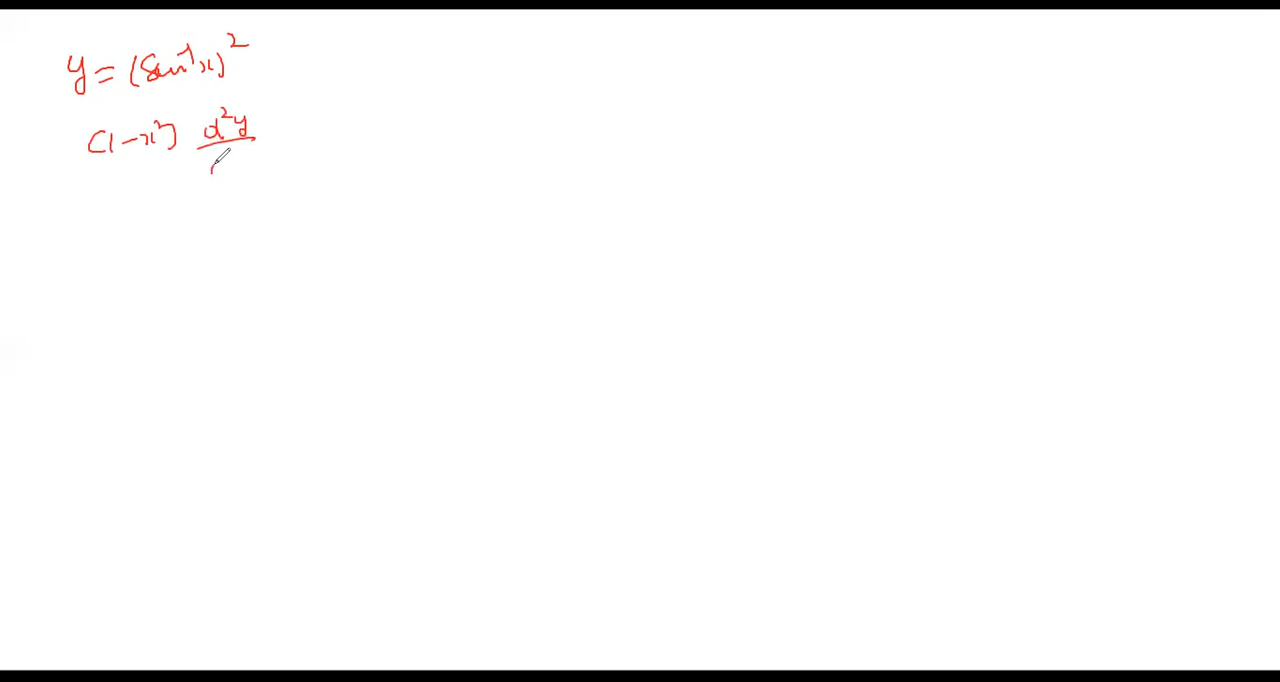 y = (sin⁻¹x)²
(1-x²) d²y/